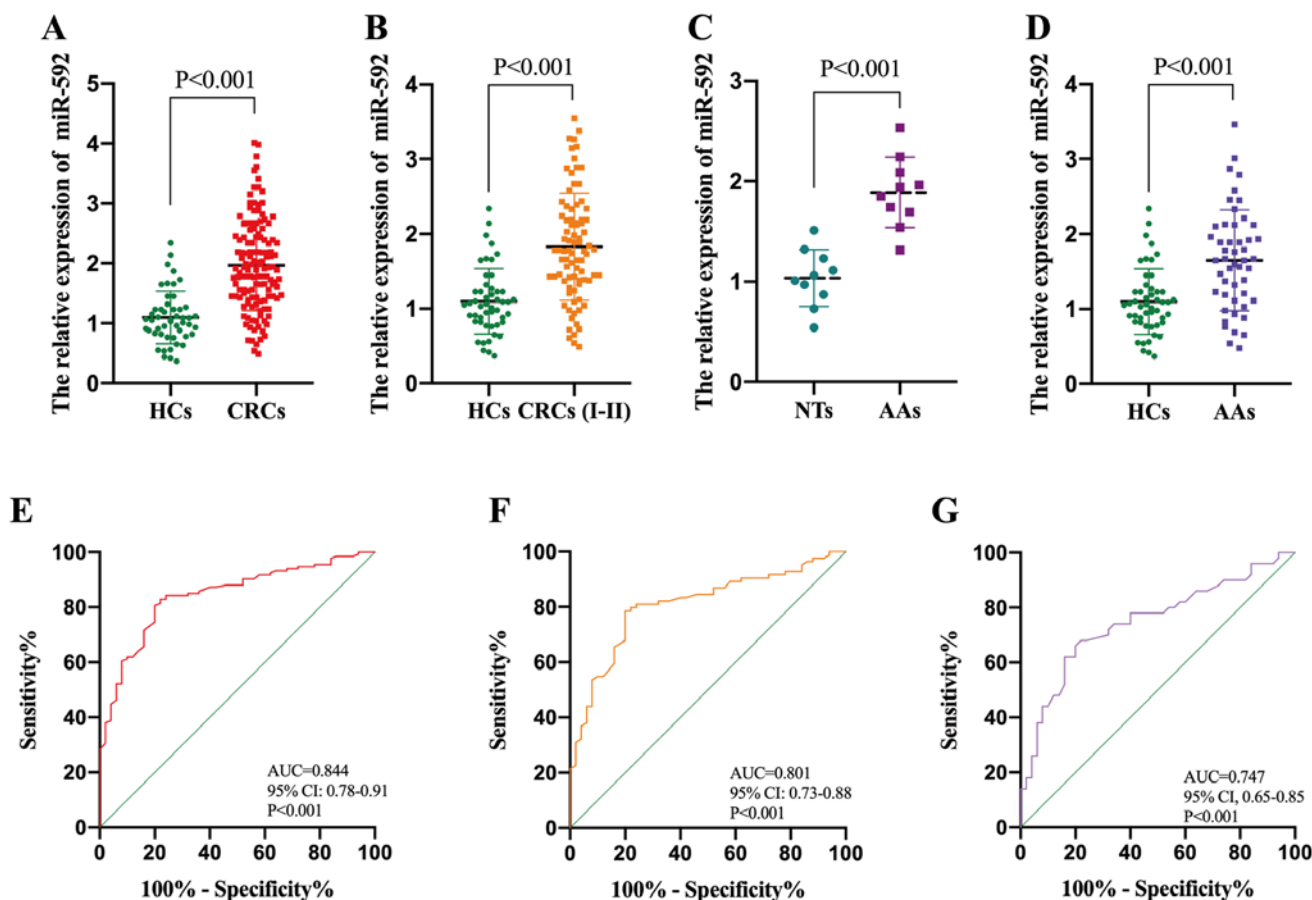 A
The relative expression of miR-592
P<0.001
5
4
3
2
1
0
HCs
CRCs
B
The relative expression of miR-592
P<0.001
4
3
2
1
0
HCs
CRCs (I-II)
C
The relative expression of miR-592
P<0.001
3
2
1
0
NTs
AAs
D
The relative expression of miR-592
P<0.001
4
3
2
1
0
HCs
AAs
E
Sensitivity%
100
80
60
40
20
0
AUC=0.844
95% CI: 0.78-0.91
P<0.001
0 20 40 60 80 100
100% - Specificity%
F
Sensitivity%
100
80
60
40
20
0
AUC=0.801
95% CI: 0.73-0.88
P<0.001
0 20 40 60 80 100
100% - Specificity%
G
Sensitivity%
100
80
60
40
20
0
AUC=0.747
95% CI, 0.65-0.85
P<0.001
0 20 40 60 80 100
100% - Specificity%